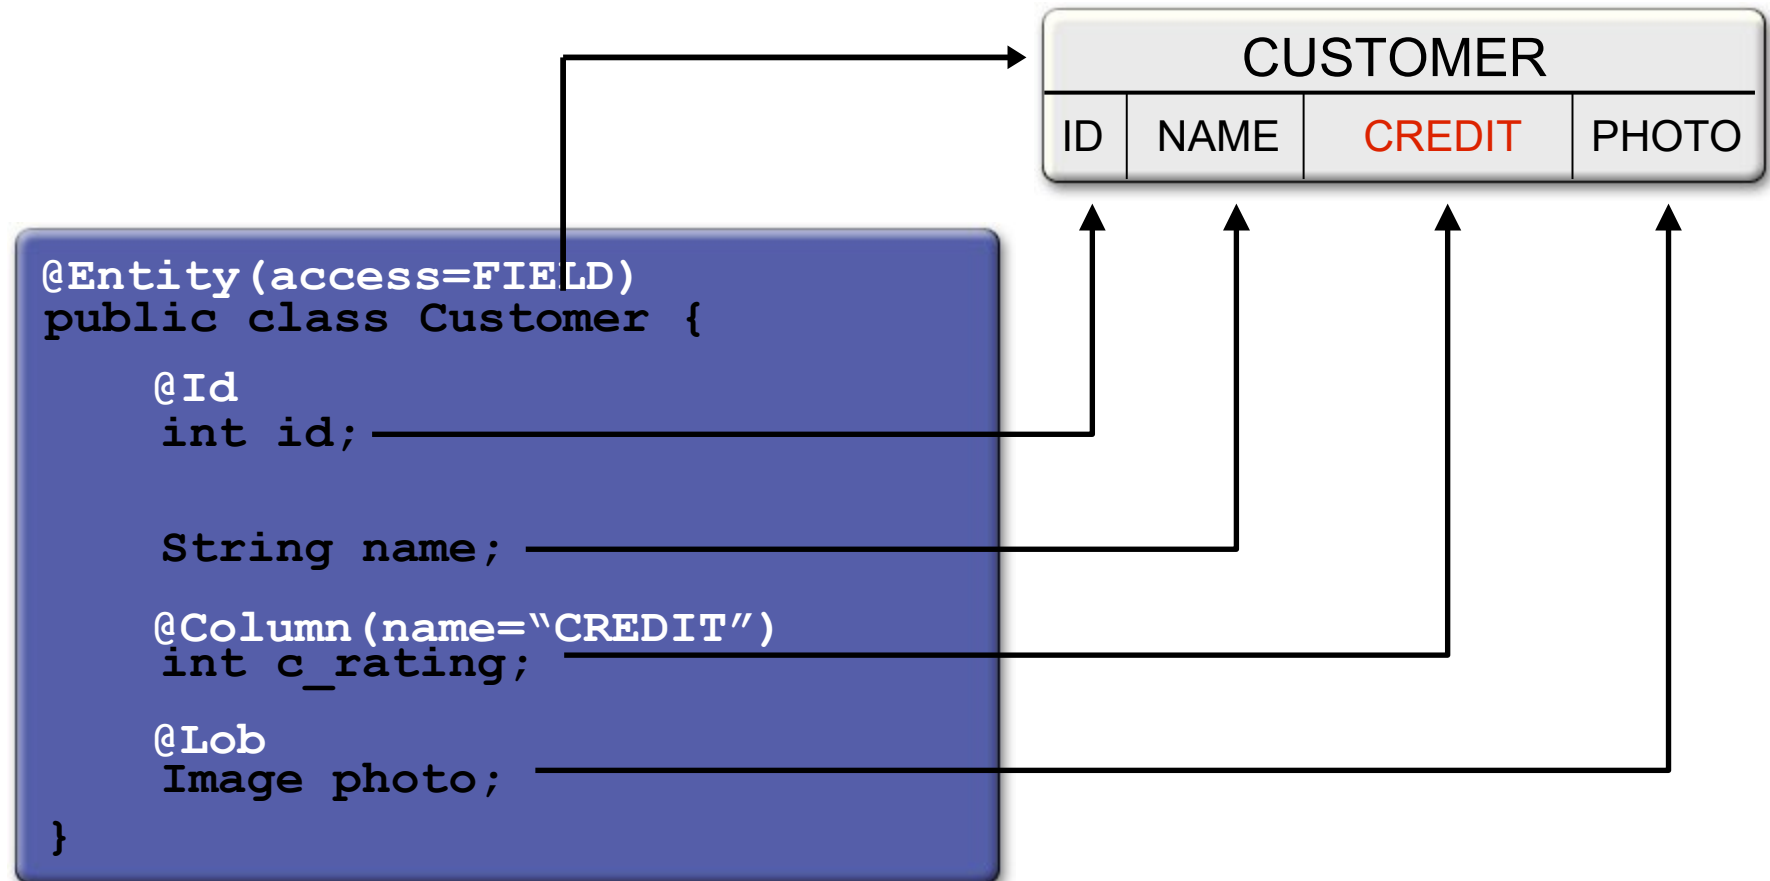 CUSTOMER
ID NAME CREDIT PHOTO
@Entity(access=FIELD)
public class Customer {
@Id
int id;
String name;
@Column(name=“CREDIT”)
int c_rating;
@Lob
Image photo;
}